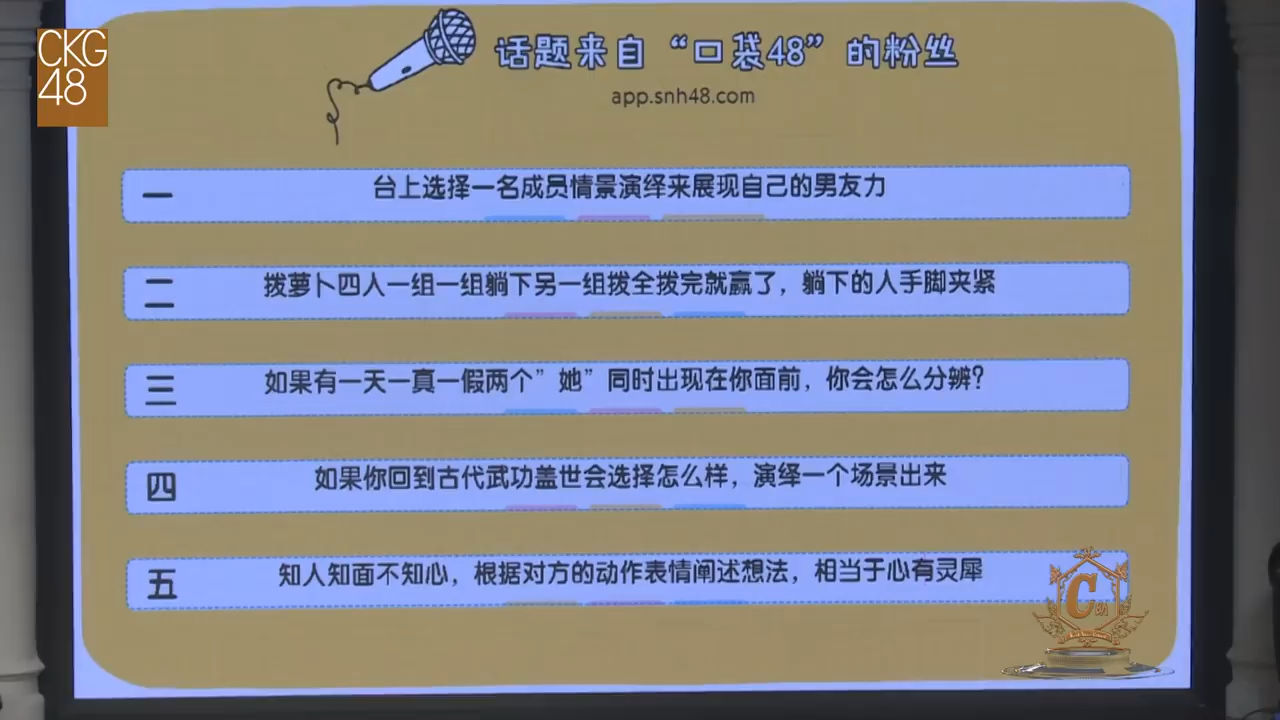 CKG
48
话题来自“口袋48”的粉丝
app.snh48.com
一 台上选择一名成员情景演绎来展现自己的男友力
二 拨萝卜四人一组一组躺下另一组拨全拨完就赢了，躺下的人手脚夹紧
三 如果有一天一真一假两个”她”同时出现在你面前，你会怎么分辨？
四 如果你回到古代武功盖世会选择怎么样，演绎一个场景出来
五 知人知面不知心，根据对方的动作表情阐述想法，相当于心有灵犀
C